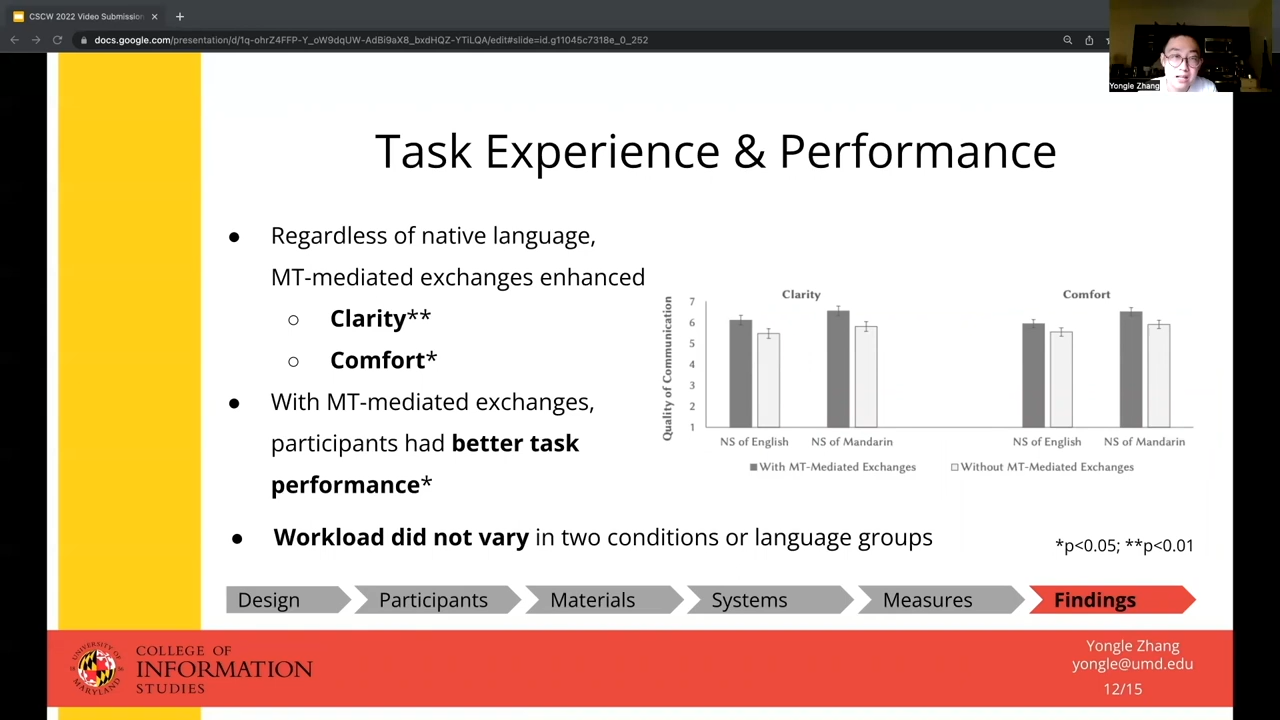 CSCW 2022 Video Submission
docs.google.com/presentation/d/1q-ohrZ4FFP-Y_oW9dqUW-AdBi9aX8_bxdHQZ-YTiLQA/edit#slide=id.g11045c7318e_0_252
Yongle Zhang
Task Experience & Performance
● Regardless of native language,
MT-mediated exchanges enhanced
○ Clarity**
○ Comfort*
● With MT-mediated exchanges,
participants had better task
performance*
● Workload did not vary in two conditions or language groups
Quality of Communication
Clarity
Comfort
7
6
5
4
3
2
1
NS of English
NS of Mandarin
NS of English
NS of Mandarin
With MT-Mediated Exchanges
Without MT-Mediated Exchanges
*p<0.05; **p<0.01
Design
Participants
Materials
Systems
Measures
Findings
UNIVERSITY OF
MARYLAND
COLLEGE OF
INFORMATION
STUDIES
Yongle Zhang
yongle@umd.edu
12/15